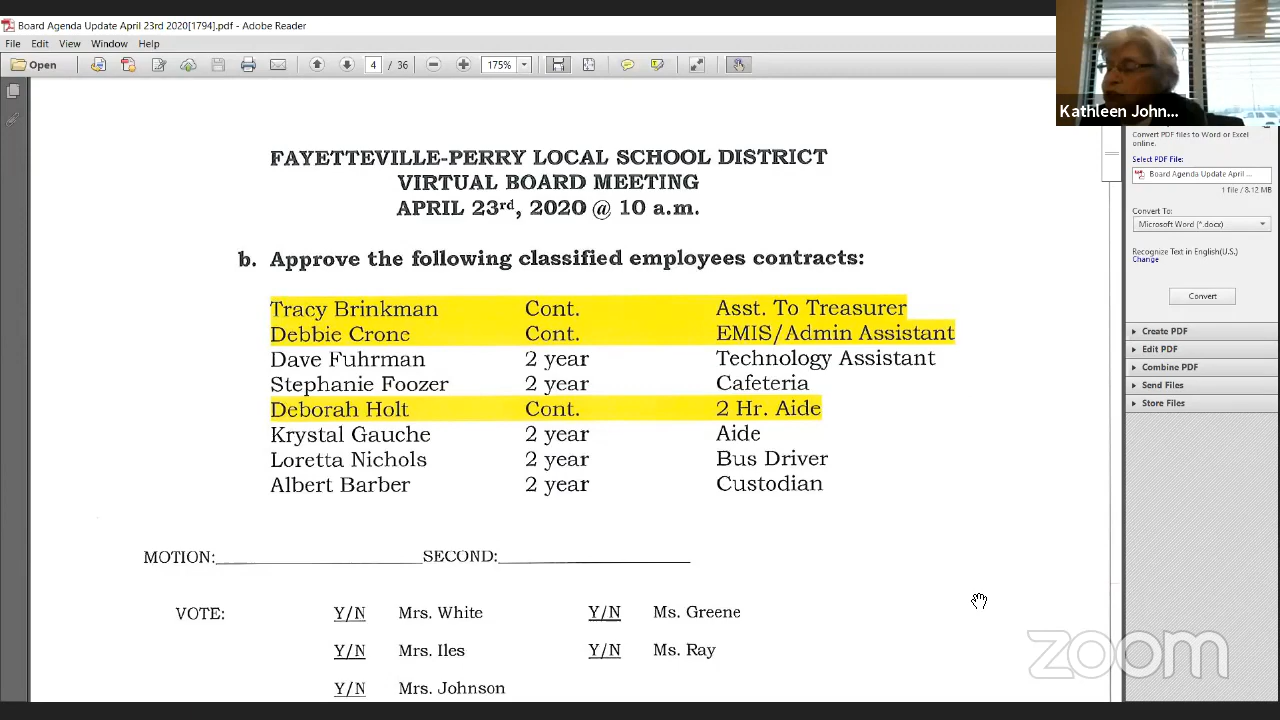 Board Agenda Update April 23rd 2020[1794].pdf - Adobe Reader
File Edit View Window Help
Open 4 / 36 175%
Kathleen John...
Convert PDF files to Word or Excel
online.
Select PDF File:
Board Agenda Update April ...
1 file / 8.12 MB
Convert To:
Microsoft Word (*.docx)
Recognize Text in English(U.S.)
Change
Convert
Create PDF
Edit PDF
Combine PDF
Send Files
Store Files
FAYETTEVILLE-PERRY LOCAL SCHOOL DISTRICT
VIRTUAL BOARD MEETING
APRIL 23rd, 2020 @ 10 a.m.
b. Approve the following classified employees contracts:
Tracy Brinkman Cont. Asst. To Treasurer
Debbie Crone Cont. EMIS/Admin Assistant
Dave Fuhrman 2 year Technology Assistant
Stephanie Foozer 2 year Cafeteria
Deborah Holt Cont. 2 Hr. Aide
Krystal Gauche 2 year Aide
Loretta Nichols 2 year Bus Driver
Albert Barber 2 year Custodian
MOTION:____________________SECOND:____________________
VOTE: Y/N Mrs. White Y/N Ms. Greene
Y/N Mrs. Iles Y/N Ms. Ray
Y/N Mrs. Johnson
zoom